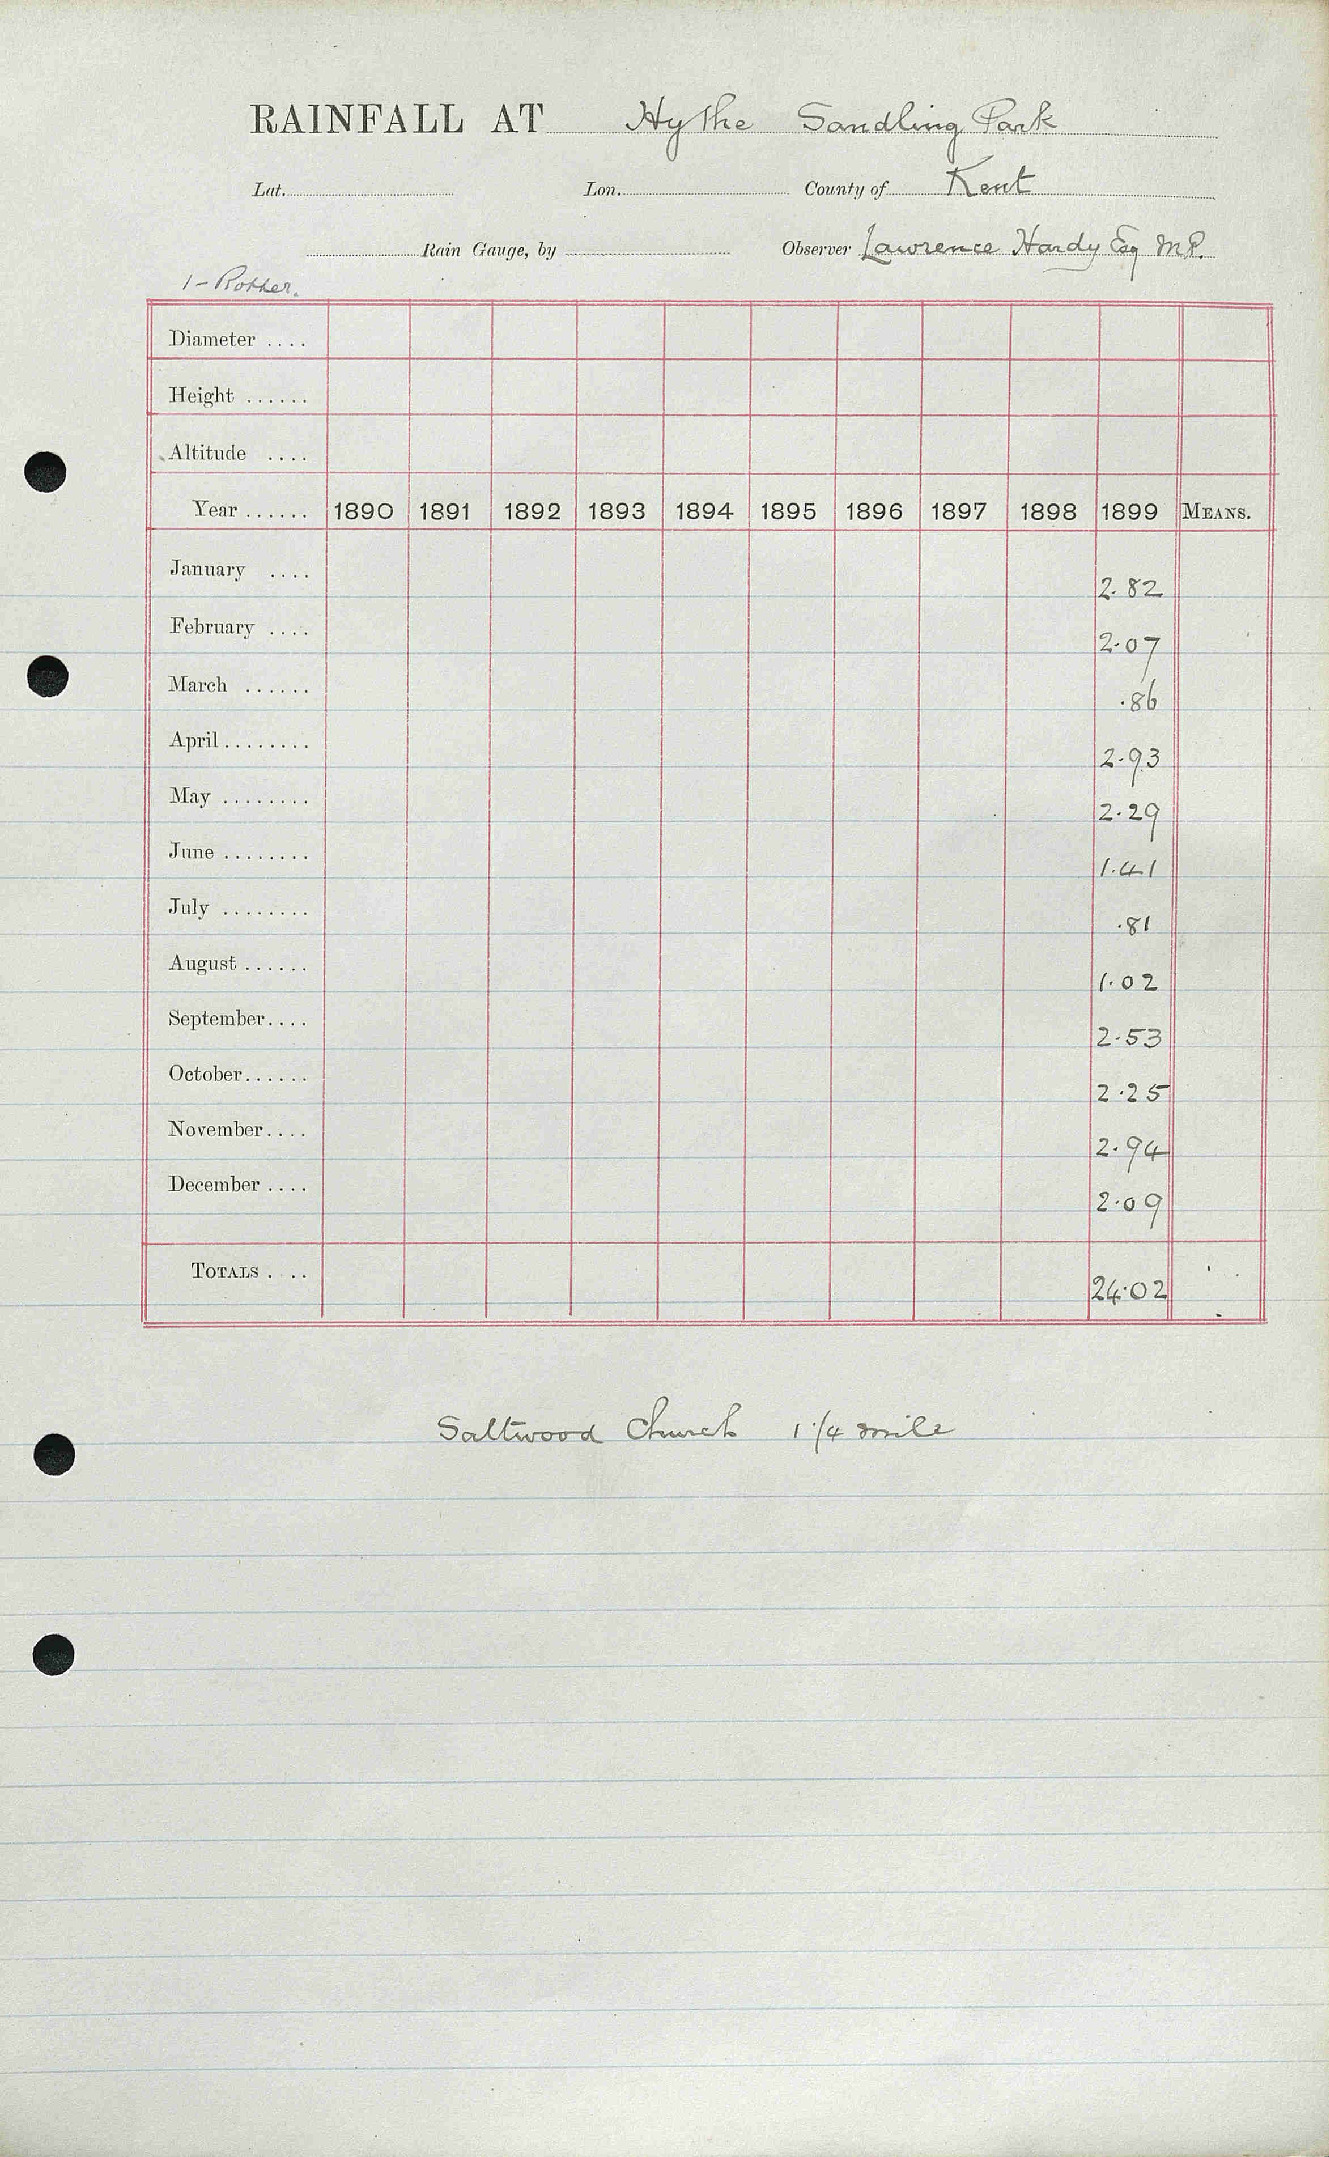 RAINFALL AT Hythe Sandling Park
Lat. Lon. County of Kent
Rain Gauge, by Observer Lawrence Hardy Esq M.P.
1 - Rother.
Diameter ....
Height ......
Altitude ....
Year ...... 1890 1891 1892 1893 1894 1895 1896 1897 1898 1899 MEANS.
January .... 2.82
February .... 2.07
March ...... .86
April ........ 2.93
May ........ 2.29
June ........ 1.41
July ........ .81
August ...... 1.02
September.... 2.53
October...... 2.25
November.... 2.94
December .... 2.09
TOTALS .... 24.02
Saltwood Church 1 1/4 mile